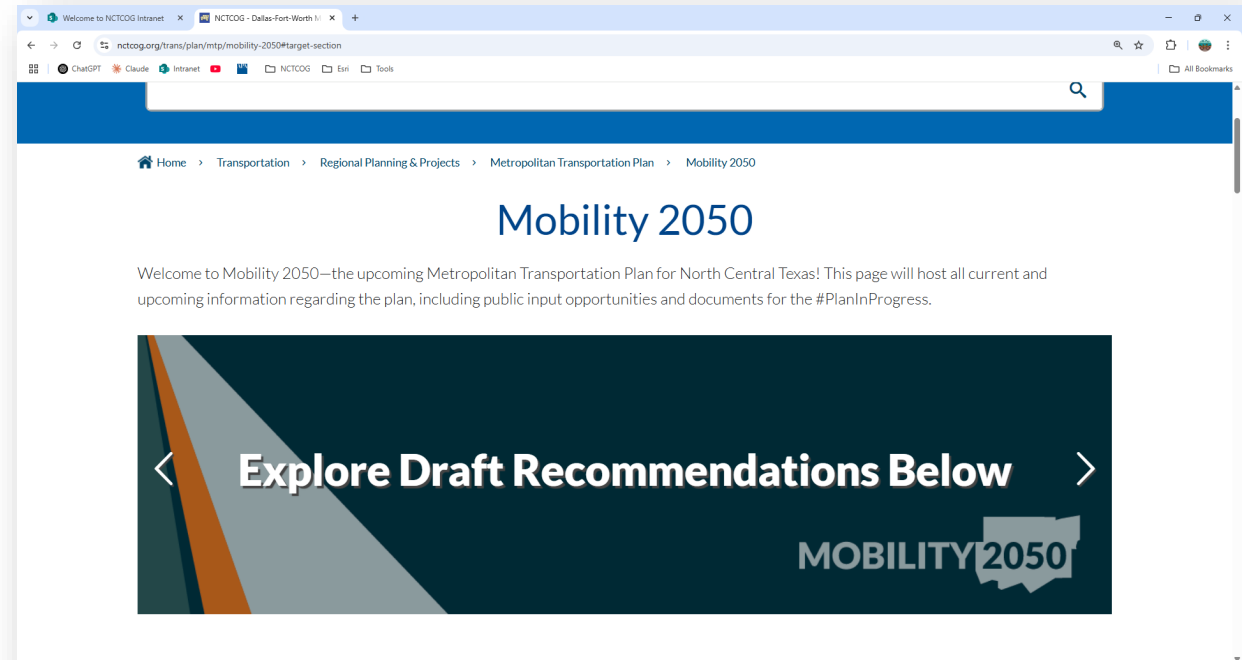 Welcome to NCTCOG Intranet
NCTCOG - Dallas-Fort-Worth M
nctcog.org/trans/plan/mtp/mobility-2050#target-section
ChatGPT Claude Intranet NCTCOG Esri Tools All Bookmarks
Home > Transportation > Regional Planning & Projects > Metropolitan Transportation Plan > Mobility 2050
Mobility 2050
Welcome to Mobility 2050—the upcoming Metropolitan Transportation Plan for North Central Texas! This page will host all current and
upcoming information regarding the plan, including public input opportunities and documents for the #PlanInProgress.
Explore Draft Recommendations Below
MOBILITY 2050